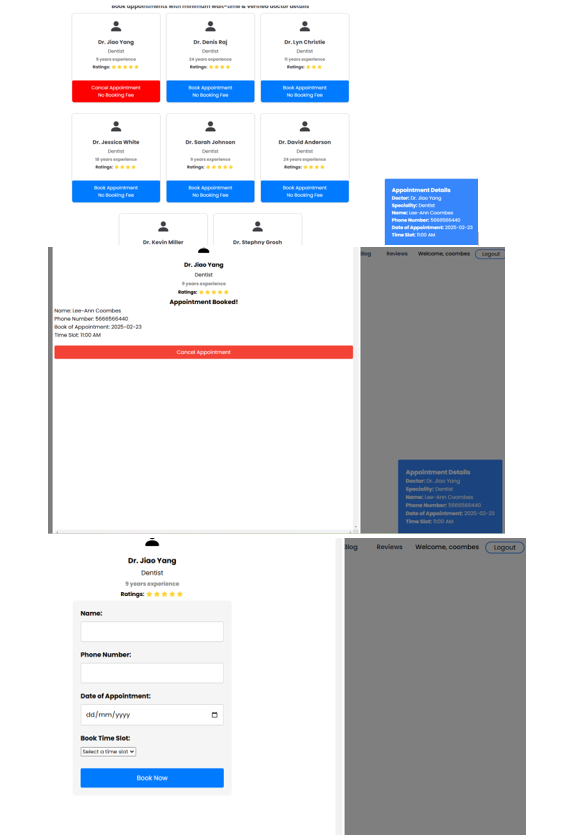 Book appointments with minimum wait-time & verified doctor details
Dr. Jiao Yang
Dentist
9 years experience
Ratings: ★★★★★
Cancel Appointment
No Booking Fee
Dr. Denis Raj
Dentist
24 years experience
Ratings: ★★★★
Book Appointment
No Booking Fee
Dr. Lyn Christie
Dentist
11 years experience
Ratings: ★★★
Book Appointment
No Booking Fee
Dr. Jessica White
Dentist
18 years experience
Ratings: ★★★★
Book Appointment
No Booking Fee
Dr. Sarah Johnson
Dentist
9 years experience
Ratings: ★★★★
Book Appointment
No Booking Fee
Dr. David Anderson
Dentist
24 years experience
Ratings: ★★★★
Book Appointment
No Booking Fee
Dr. Kevin Miller
Dr. Stephny Grosh
Appointment Details
Doctor: Dr. Jiao Yang
Speciality: Dentist
Name: Lee-Ann Coombes
Phone Number: 5666566440
Date of Appointment: 2025-02-23
Time Slot: 11:00 AM
Dr. Jiao Yang
Dentist
9 years experience
Ratings: ★★★★★
Appointment Booked!
Name: Lee-Ann Coombes
Phone Number: 5666566440
Book of Appointment: 2025-02-23
Time Slot: 11:00 AM
Cancel Appointment
Blog Reviews Welcome, coombes Logout
Appointment Details
Doctor: Dr. Jiao Yang
Speciality: Dentist
Name: Lee-Ann Coombes
Phone Number: 5666566440
Date of Appointment: 2025-02-23
Time Slot: 11:00 AM
Dr. Jiao Yang
Dentist
9 years experience
Ratings: ★★★★★
Name:
Phone Number:
Date of Appointment:
dd/mm/yyyy
Book Time Slot:
Select a time slot
Book Now
Blog Reviews Welcome, coombes Logout